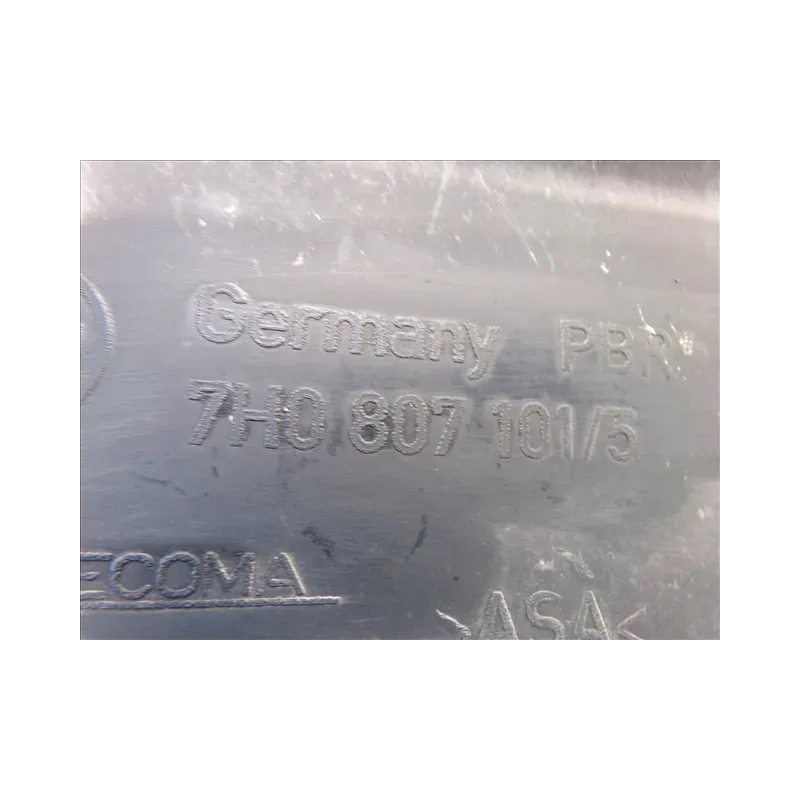 Germany PBR
7H0 807 101/5
ECOMA
>ASA<